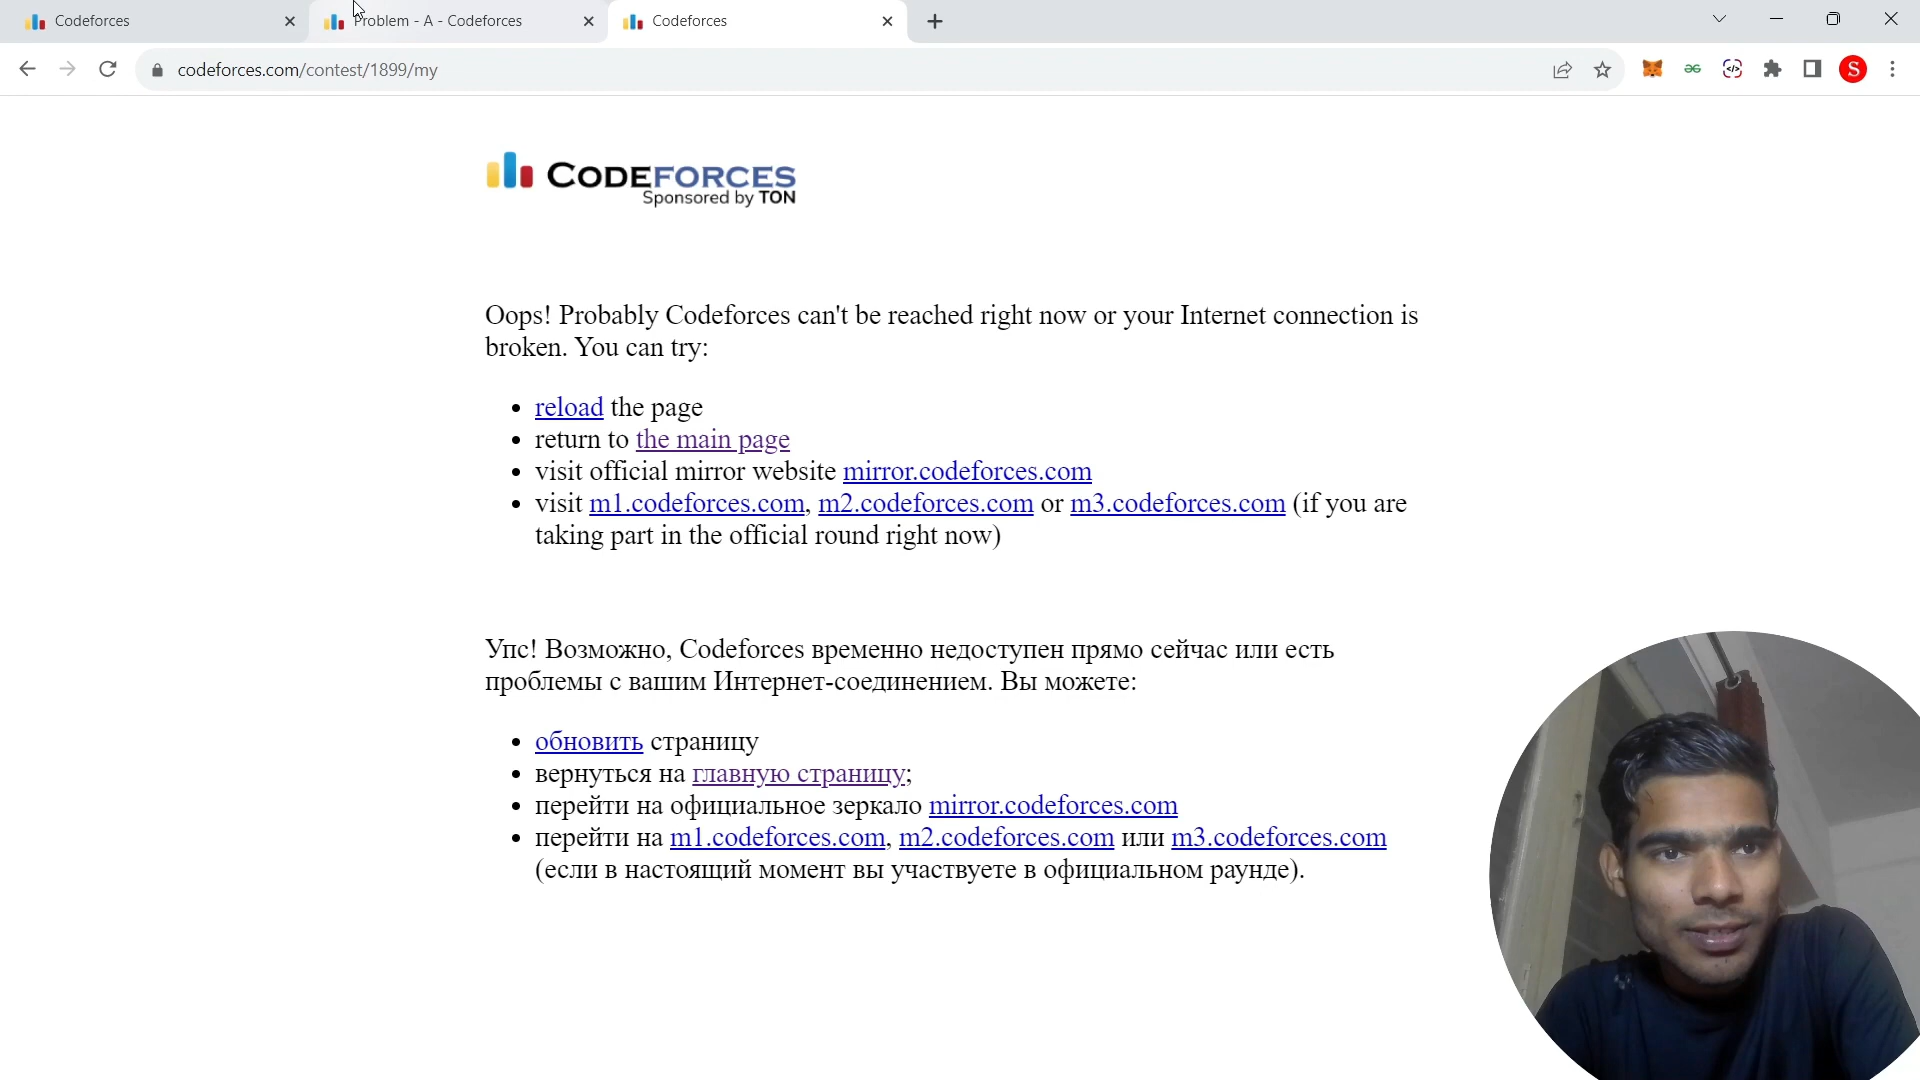 Codeforces
Problem - A - Codeforces
Codeforces
codeforces.com/contest/1899/my
S
CODEFORCES
Sponsored by TON
Oops! Probably Codeforces can't be reached right now or your Internet connection is
broken. You can try:
• reload the page
• return to the main page
• visit official mirror website mirror.codeforces.com
• visit m1.codeforces.com, m2.codeforces.com or m3.codeforces.com (if you are
taking part in the official round right now)
Упс! Возможно, Codeforces временно недоступен прямо сейчас или есть
проблемы с вашим Интернет-соединением. Вы можете:
• обновить страницу
• вернуться на главную страницу;
• перейти на официальное зеркало mirror.codeforces.com
• перейти на m1.codeforces.com, m2.codeforces.com или m3.codeforces.com
(если в настоящий момент вы участвуете в официальном раунде).